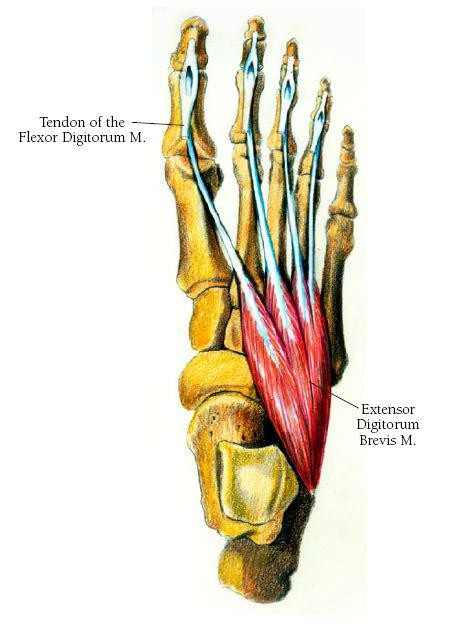 Tendon of the
Flexor Digitorum M.
Extensor
Digitorum
Brevis M.